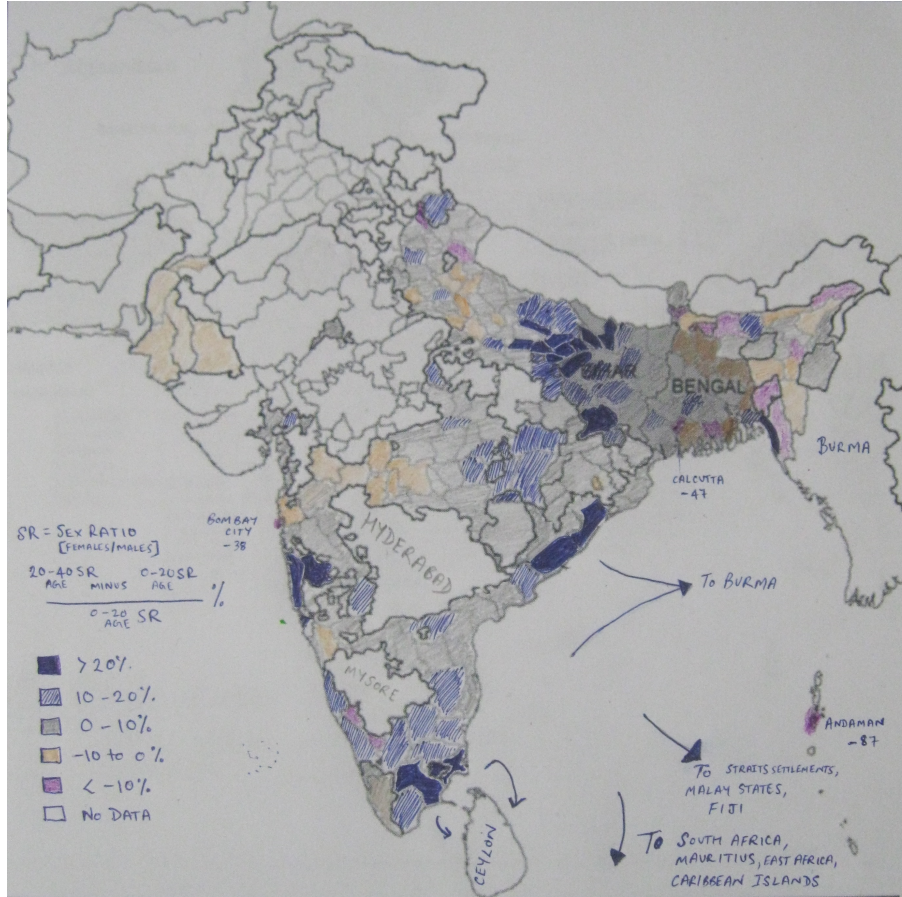 BIHAR
BENGAL
BURMA
CALCUTTA
-47
SR = SEX RATIO
[FEMALES/MALES]
20-40 SR 0-20 SR
AGE MINUS AGE
%
0-20 SR
AGE
BOMBAY
CITY
-38
HYDERABAD
TO BURMA
> 20%
10-20%
0-10%
-10 to 0%
< -10%
NO DATA
MYSORE
ANDAMAN
-87
TO STRAITS SETTLEMENTS,
MALAY STATES,
FIJI
CEYLON
TO SOUTH AFRICA,
MAURITIUS, EAST AFRICA,
CARIBBEAN ISLANDS